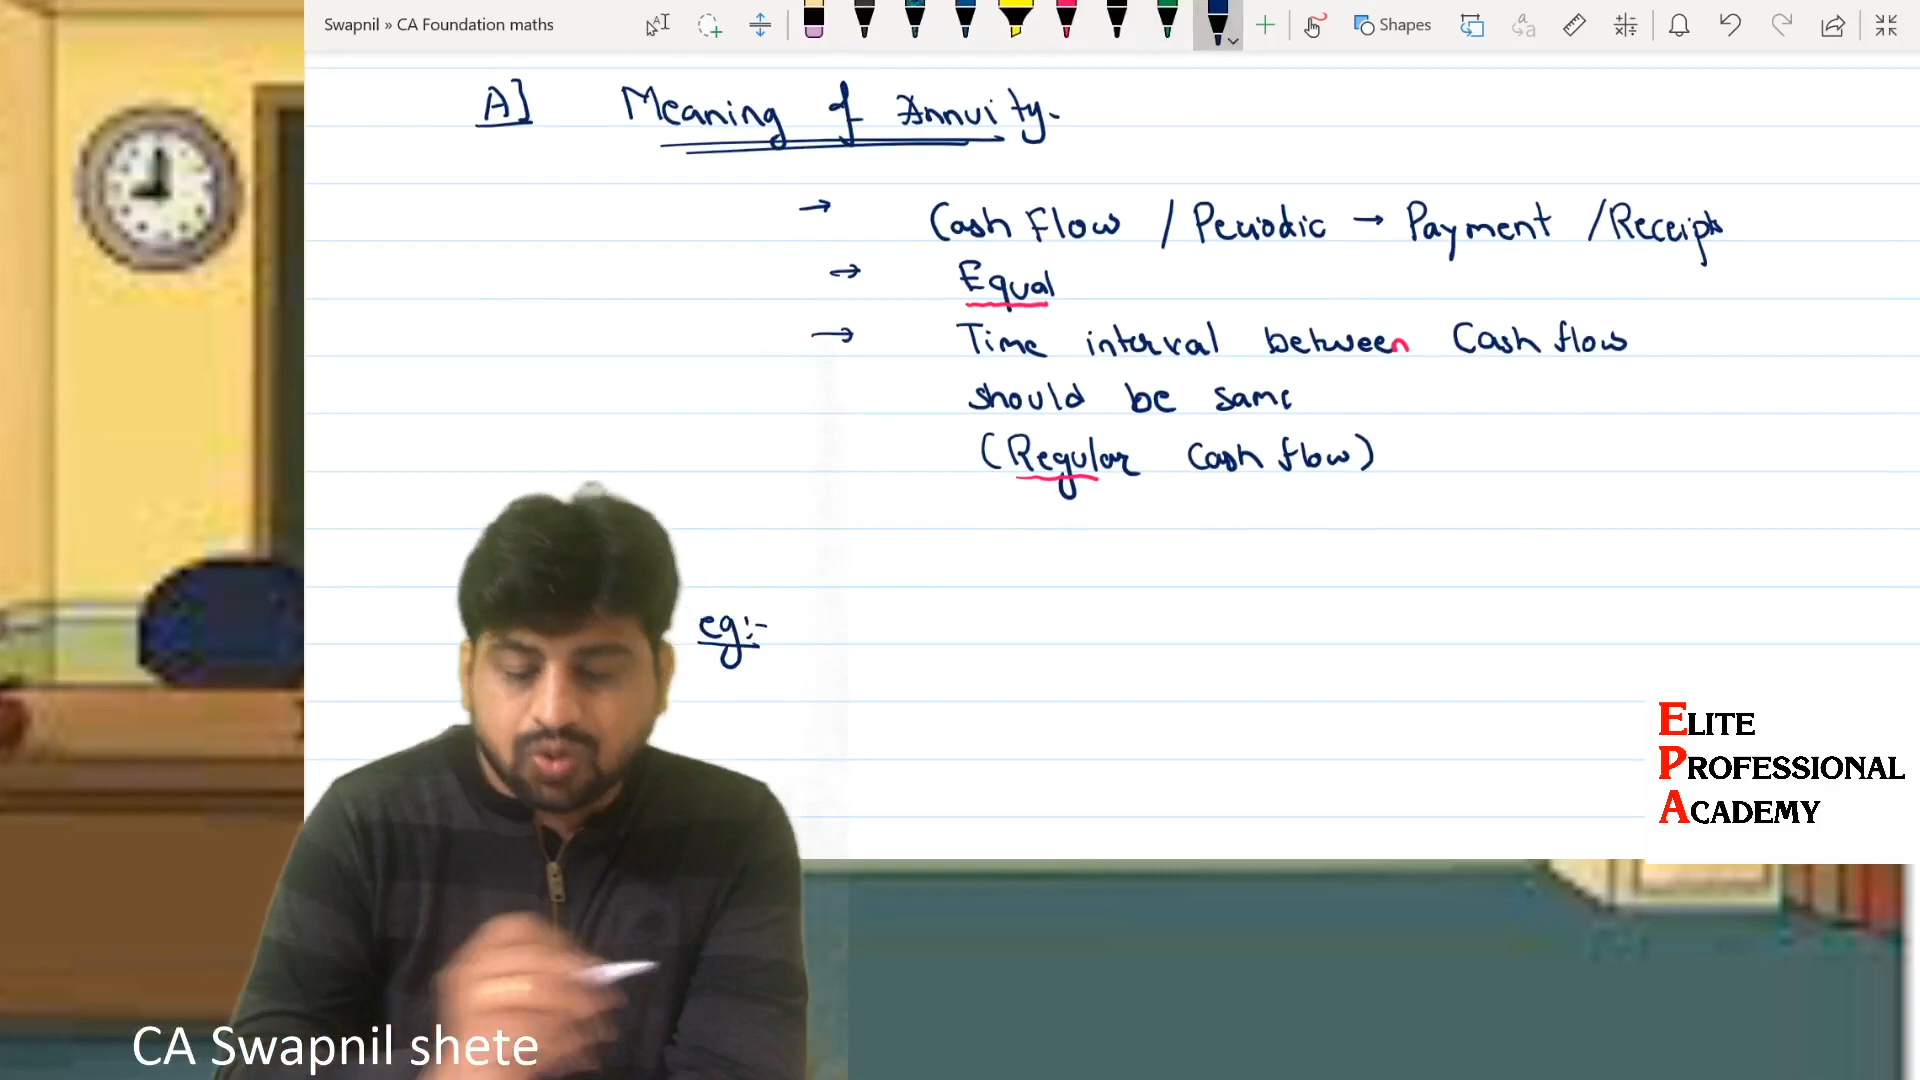 Swapnil » CA Foundation maths
Shapes
A] Meaning of Annuity.
→ Cash Flow / Periodic → Payment / Receipts
→ Equal
→ Time interval between Cash flow
should be same
(Regular Cash flow)
eg:-
ELITE
PROFESSIONAL
ACADEMY
CA Swapnil shete